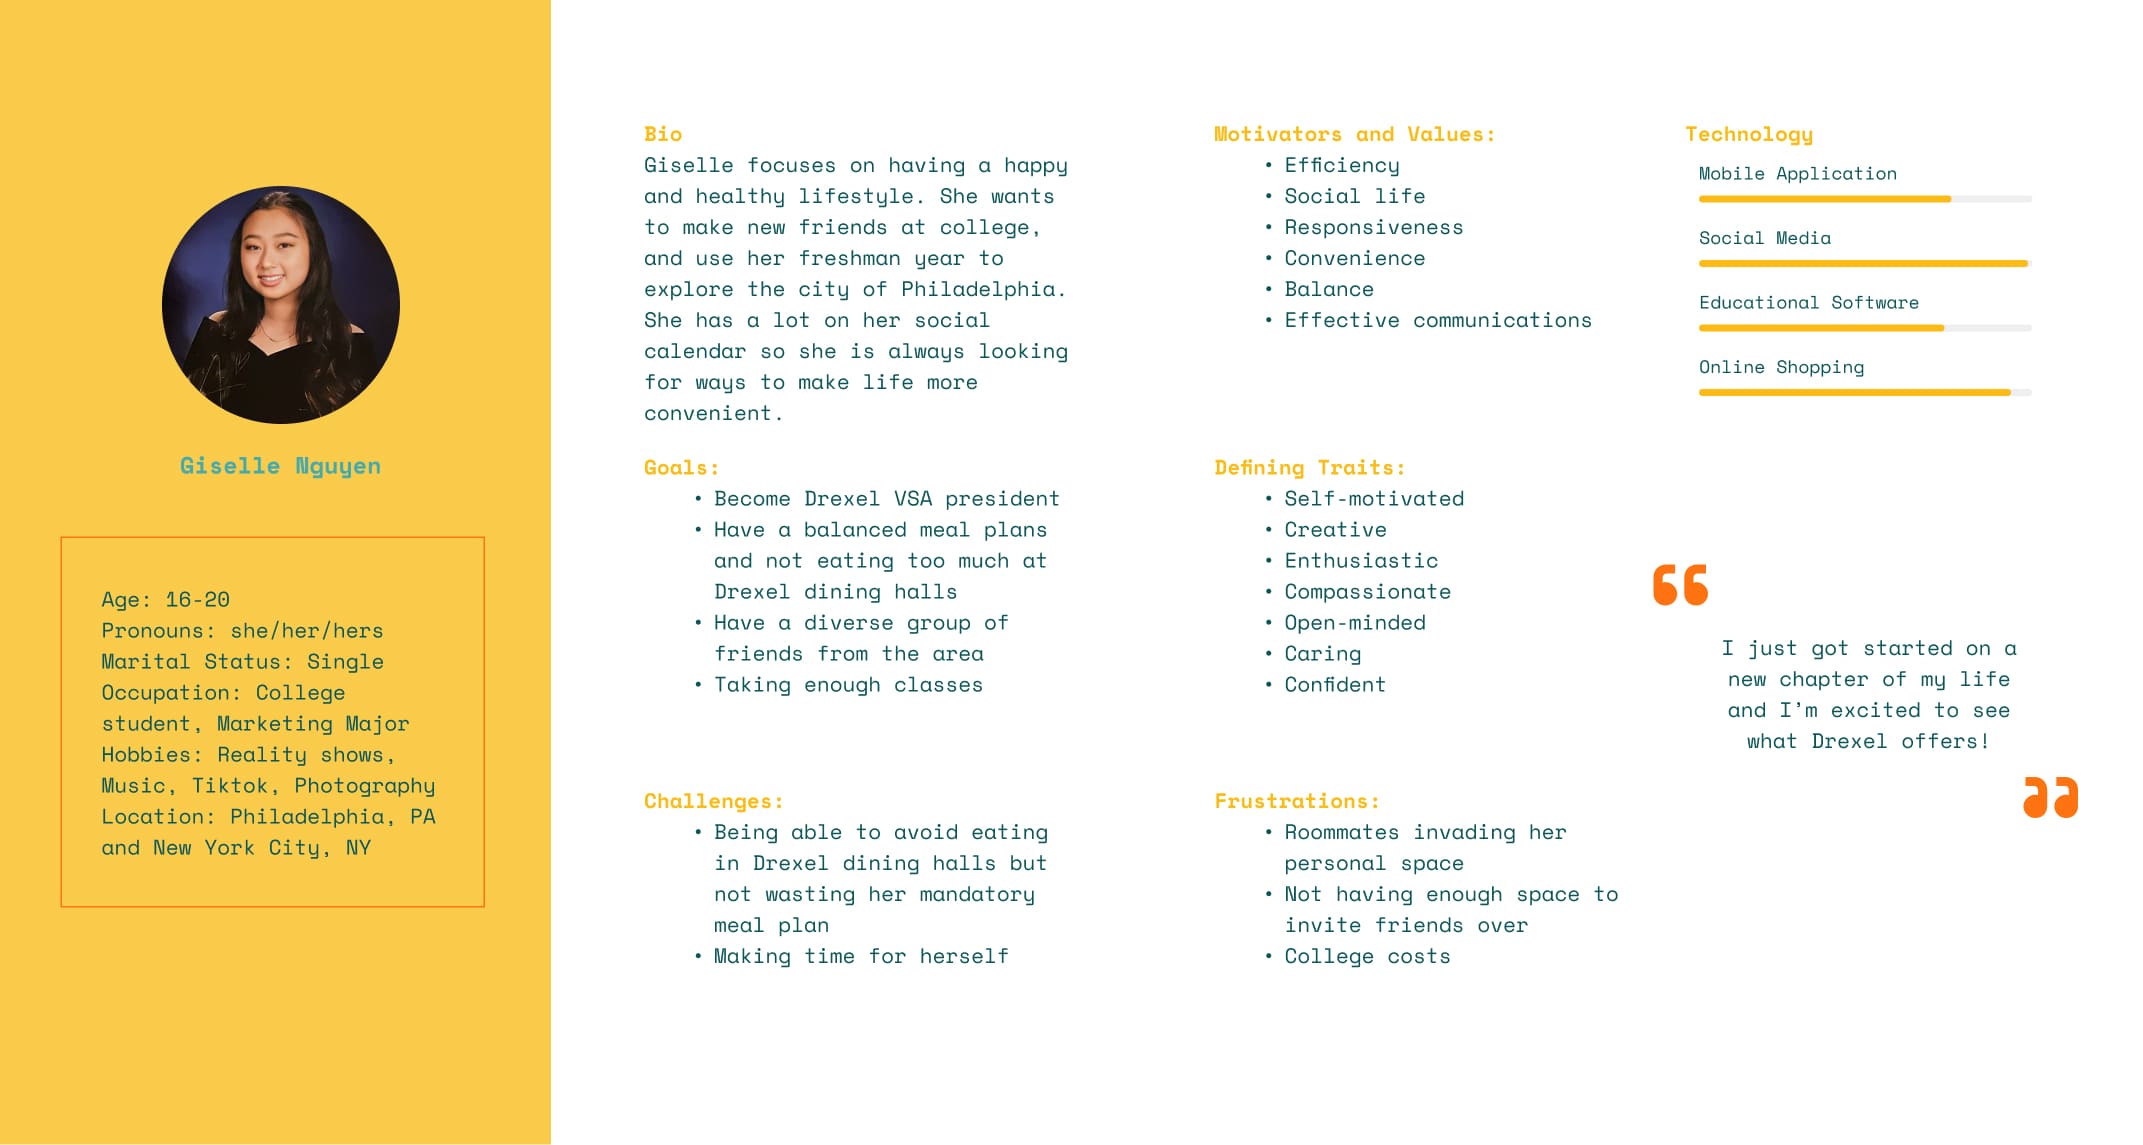 Giselle Nguyen
Age: 16-20
Pronouns: she/her/hers
Marital Status: Single
Occupation: College
student, Marketing Major
Hobbies: Reality shows,
Music, Tiktok, Photography
Location: Philadelphia, PA
and New York City, NY
Bio
Giselle focuses on having a happy
and healthy lifestyle. She wants
to make new friends at college,
and use her freshman year to
explore the city of Philadelphia.
She has a lot on her social
calendar so she is always looking
for ways to make life more
convenient.
Goals:
• Become Drexel VSA president
• Have a balanced meal plans
and not eating too much at
Drexel dining halls
• Have a diverse group of
friends from the area
• Taking enough classes
Challenges:
• Being able to avoid eating
in Drexel dining halls but
not wasting her mandatory
meal plan
• Making time for herself
Motivators and Values:
• Efficiency
• Social life
• Responsiveness
• Convenience
• Balance
• Effective communications
Defining Traits:
• Self-motivated
• Creative
• Enthusiastic
• Compassionate
• Open-minded
• Caring
• Confident
Frustrations:
• Roommates invading her
personal space
• Not having enough space to
invite friends over
• College costs
Technology
Mobile Application
Social Media
Educational Software
Online Shopping
“
I just got started on a
new chapter of my life
and I’m excited to see
what Drexel offers!
”